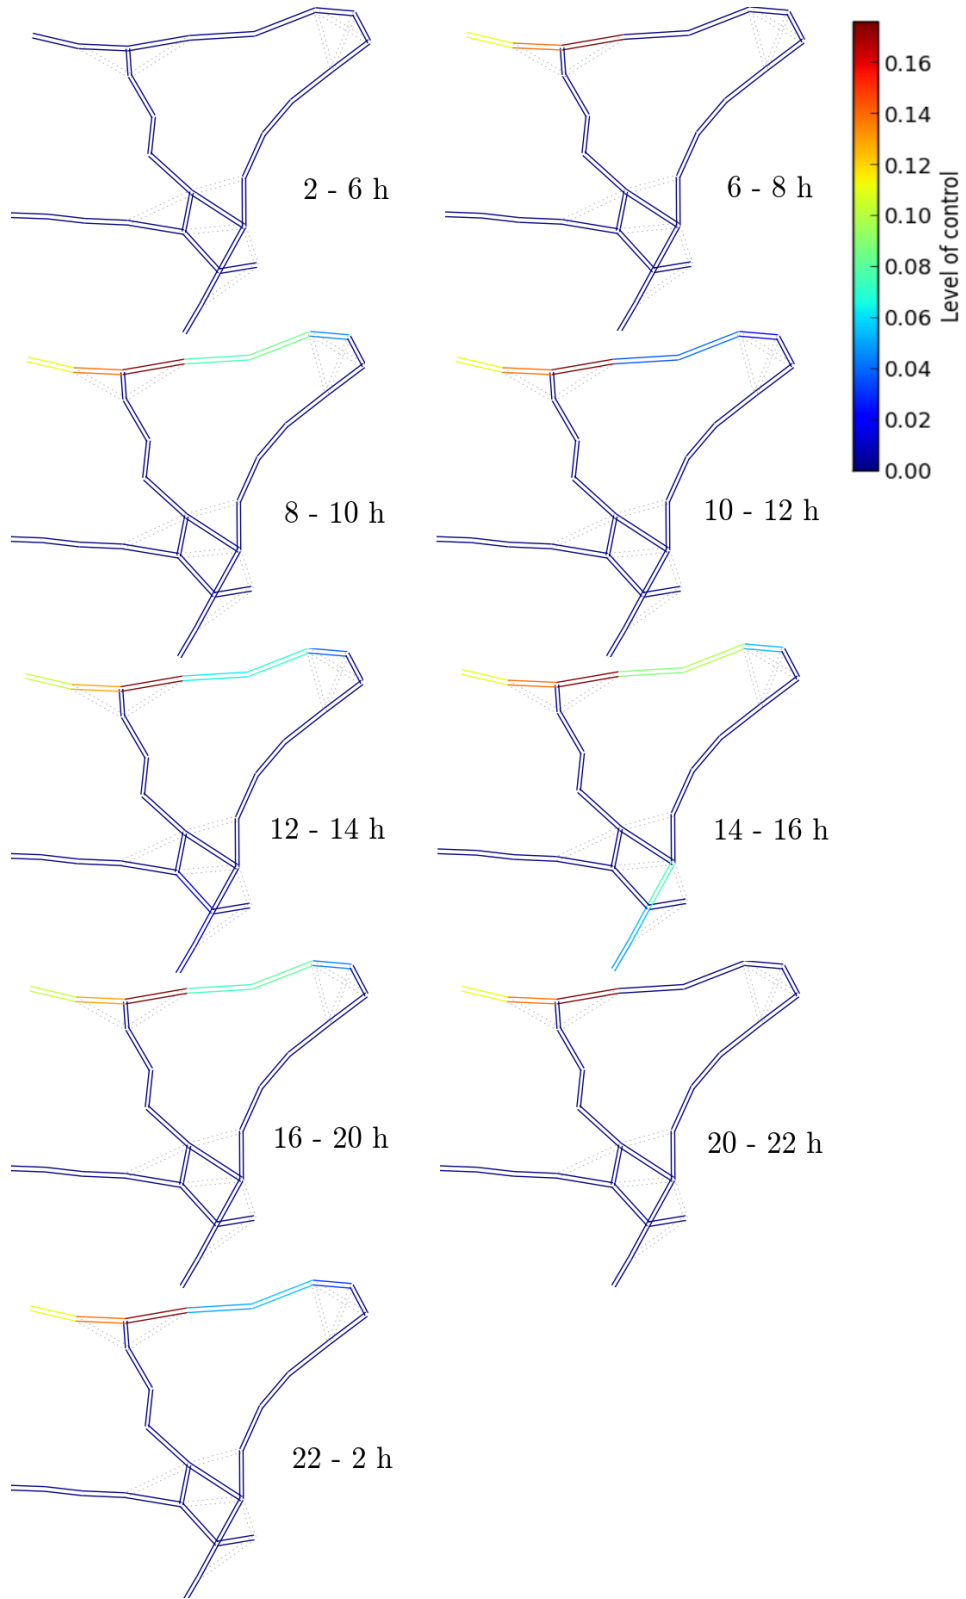 2 - 6 h
6 - 8 h
0.16
0.14
0.12
0.10
0.08
0.06
0.04
0.02
0.00
Level of control
8 - 10 h
10 - 12 h
12 - 14 h
14 - 16 h
16 - 20 h
20 - 22 h
22 - 2 h